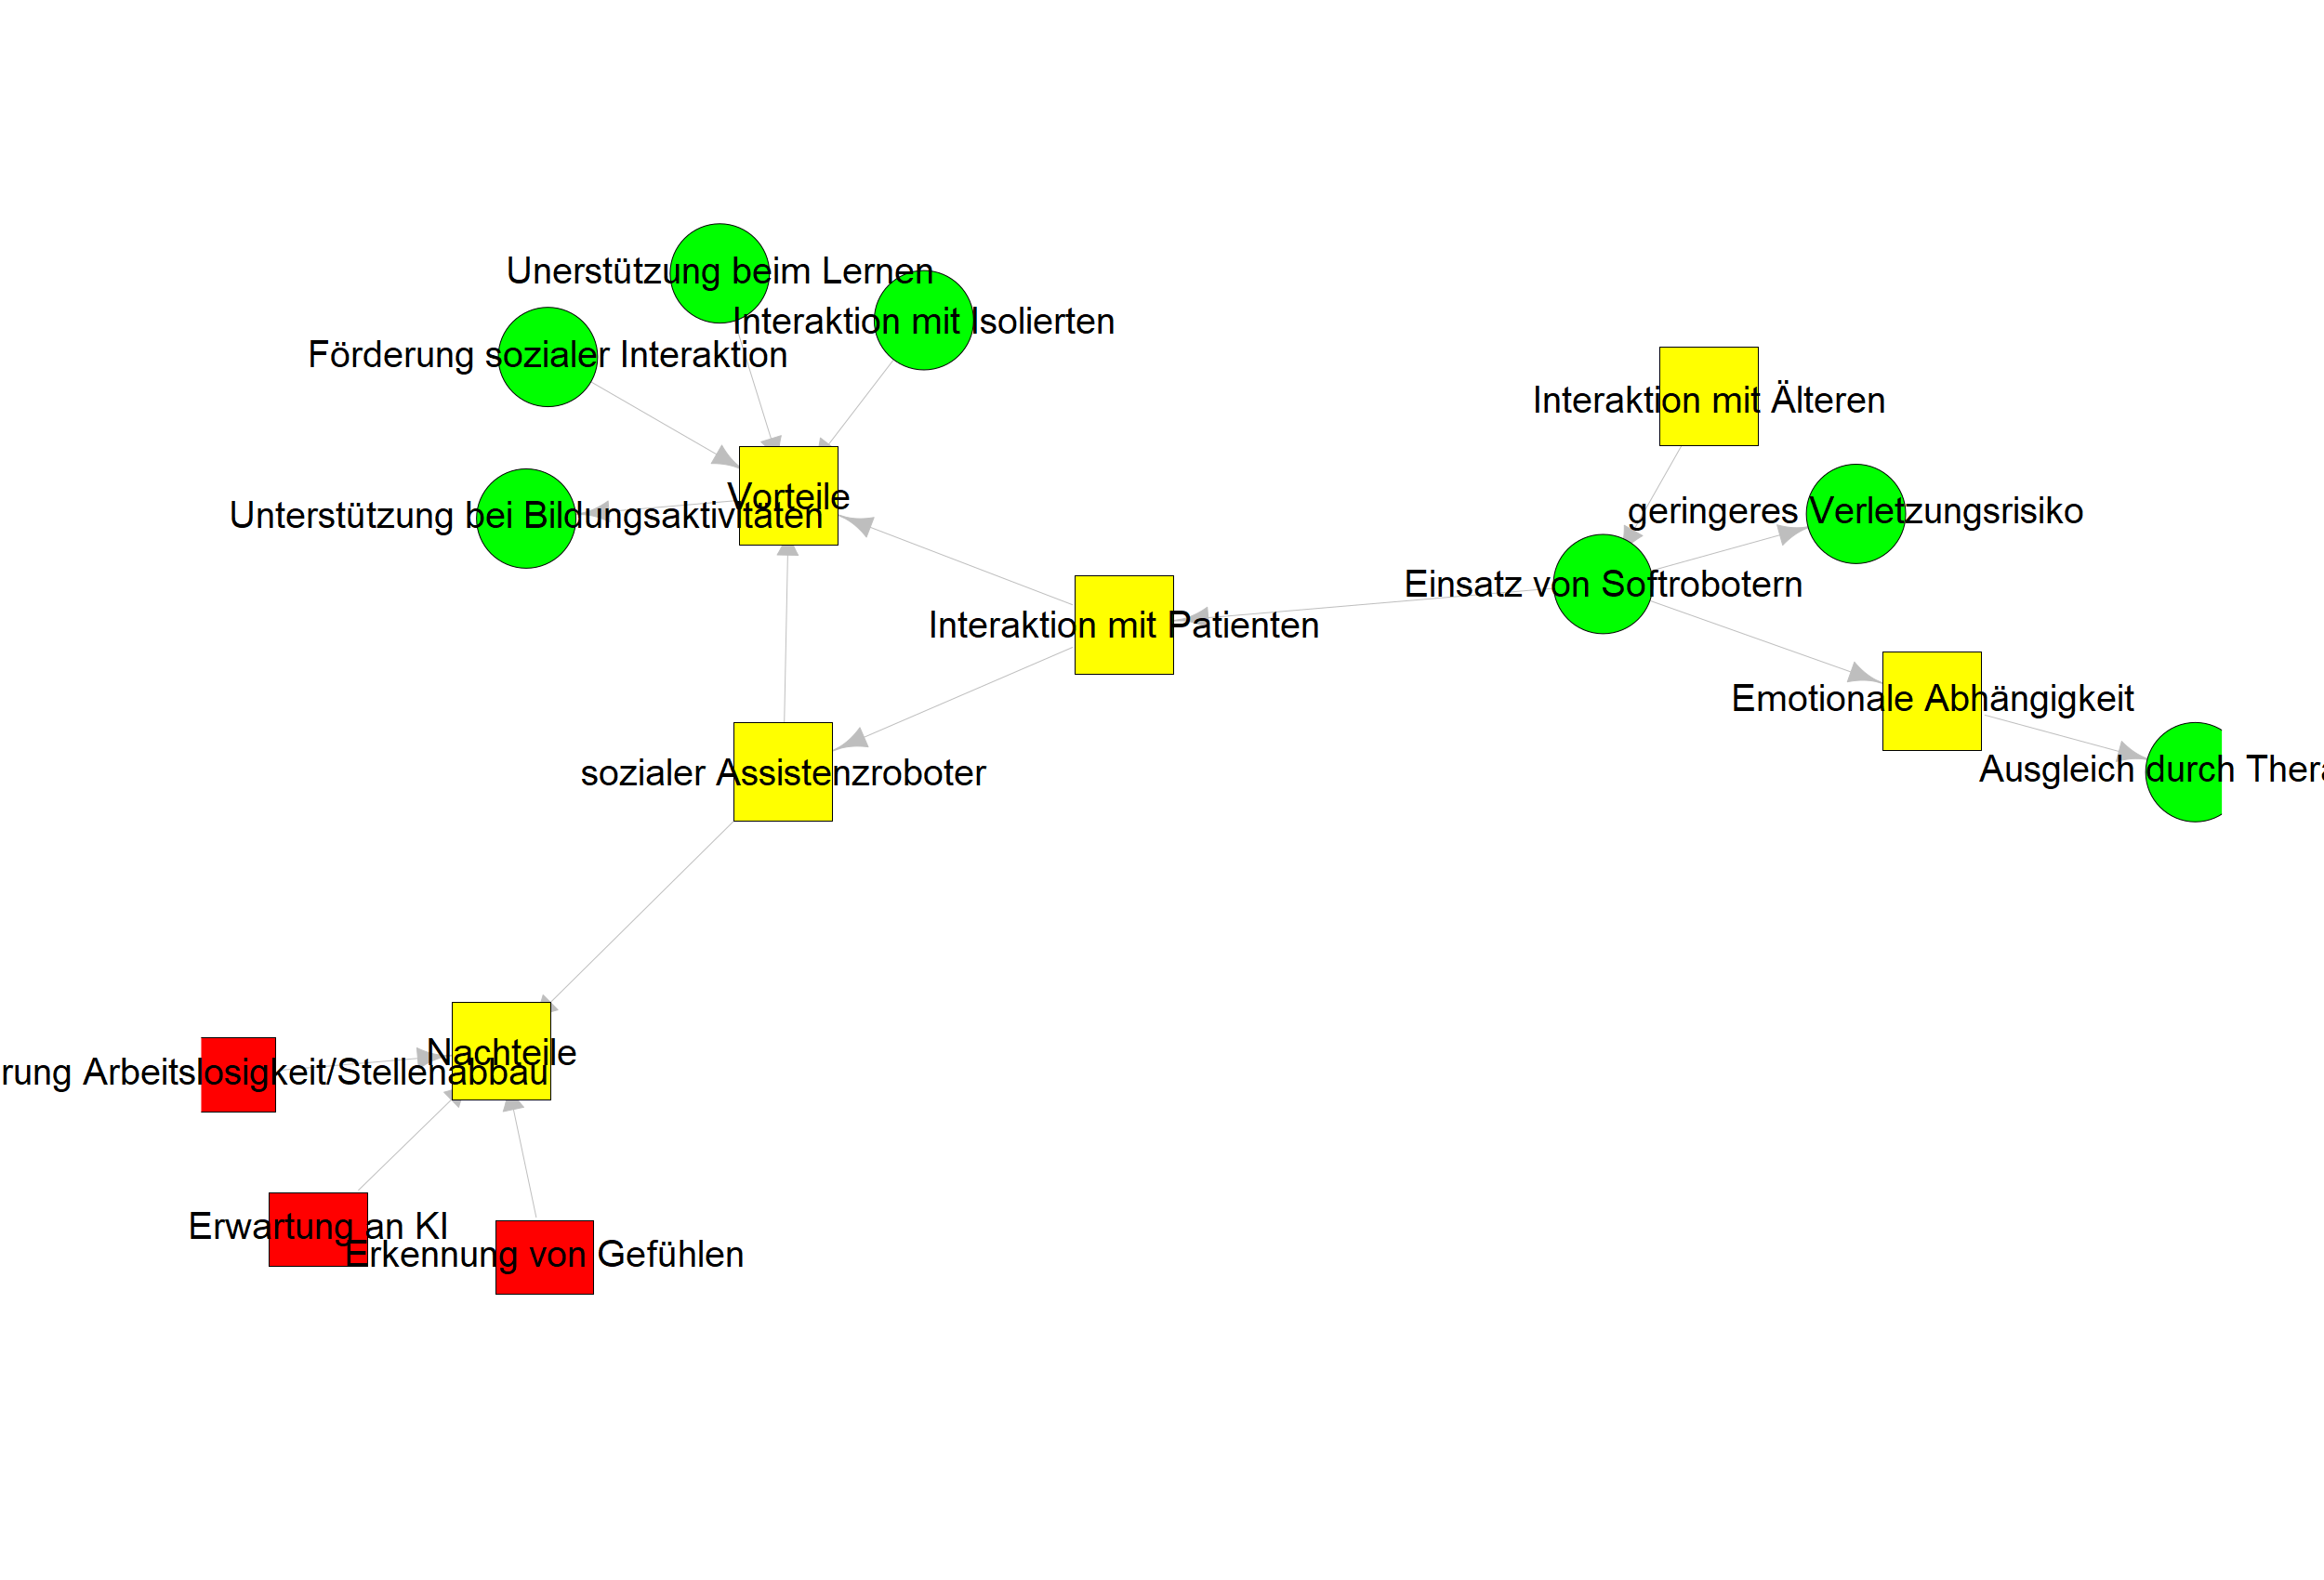 Unerstützung beim Lernen
Interaktion mit Isolierten
Förderung sozialer Interaktion
Interaktion mit Älteren
Vorteile
Unterstützung bei Bildungsaktivitäten
geringeres Verletzungsrisiko
Einsatz von Softrobotern
Interaktion mit Patienten
Emotionale Abhängigkeit
sozialer Assistenzroboter
Ausgleich durch Thera
Nachteile
rung Arbeitslosigkeit/Stellenabbau
Erwartung an KI
Erkennung von Gefühlen